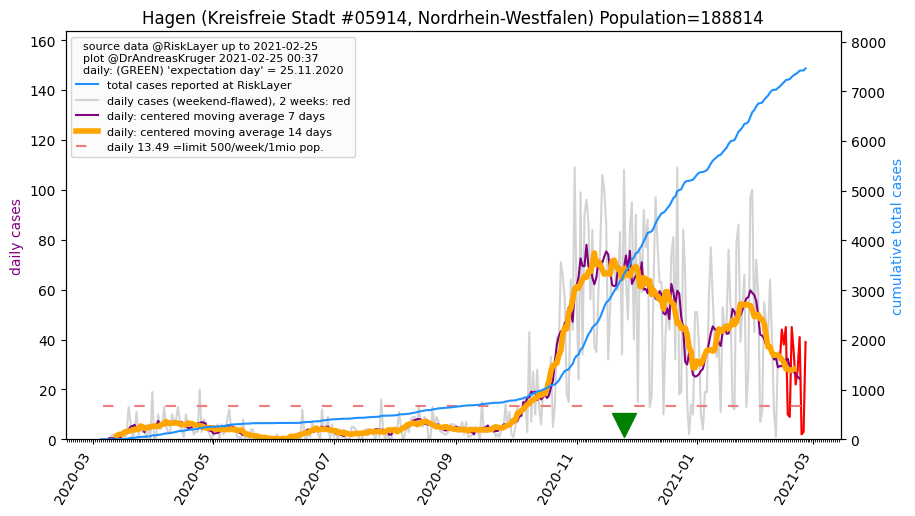 Hagen (Kreisfreie Stadt #05914, Nordrhein-Westfalen) Population=188814
source data @RiskLayer up to 2021-02-25
plot @DrAndreasKruger 2021-02-25 00:37
daily: (GREEN) 'expectation day' = 25.11.2020
total cases reported at RiskLayer
daily cases (weekend-flawed), 2 weeks: red
daily: centered moving average 7 days
daily: centered moving average 14 days
daily 13.49 =limit 500/week/1mio pop.
daily cases
160
140
120
100
80
60
40
20
0
8000
7000
6000
5000
4000
3000
2000
1000
0
cumulative total cases
2020-03
2020-05
2020-07
2020-09
2020-11
2021-01
2021-03